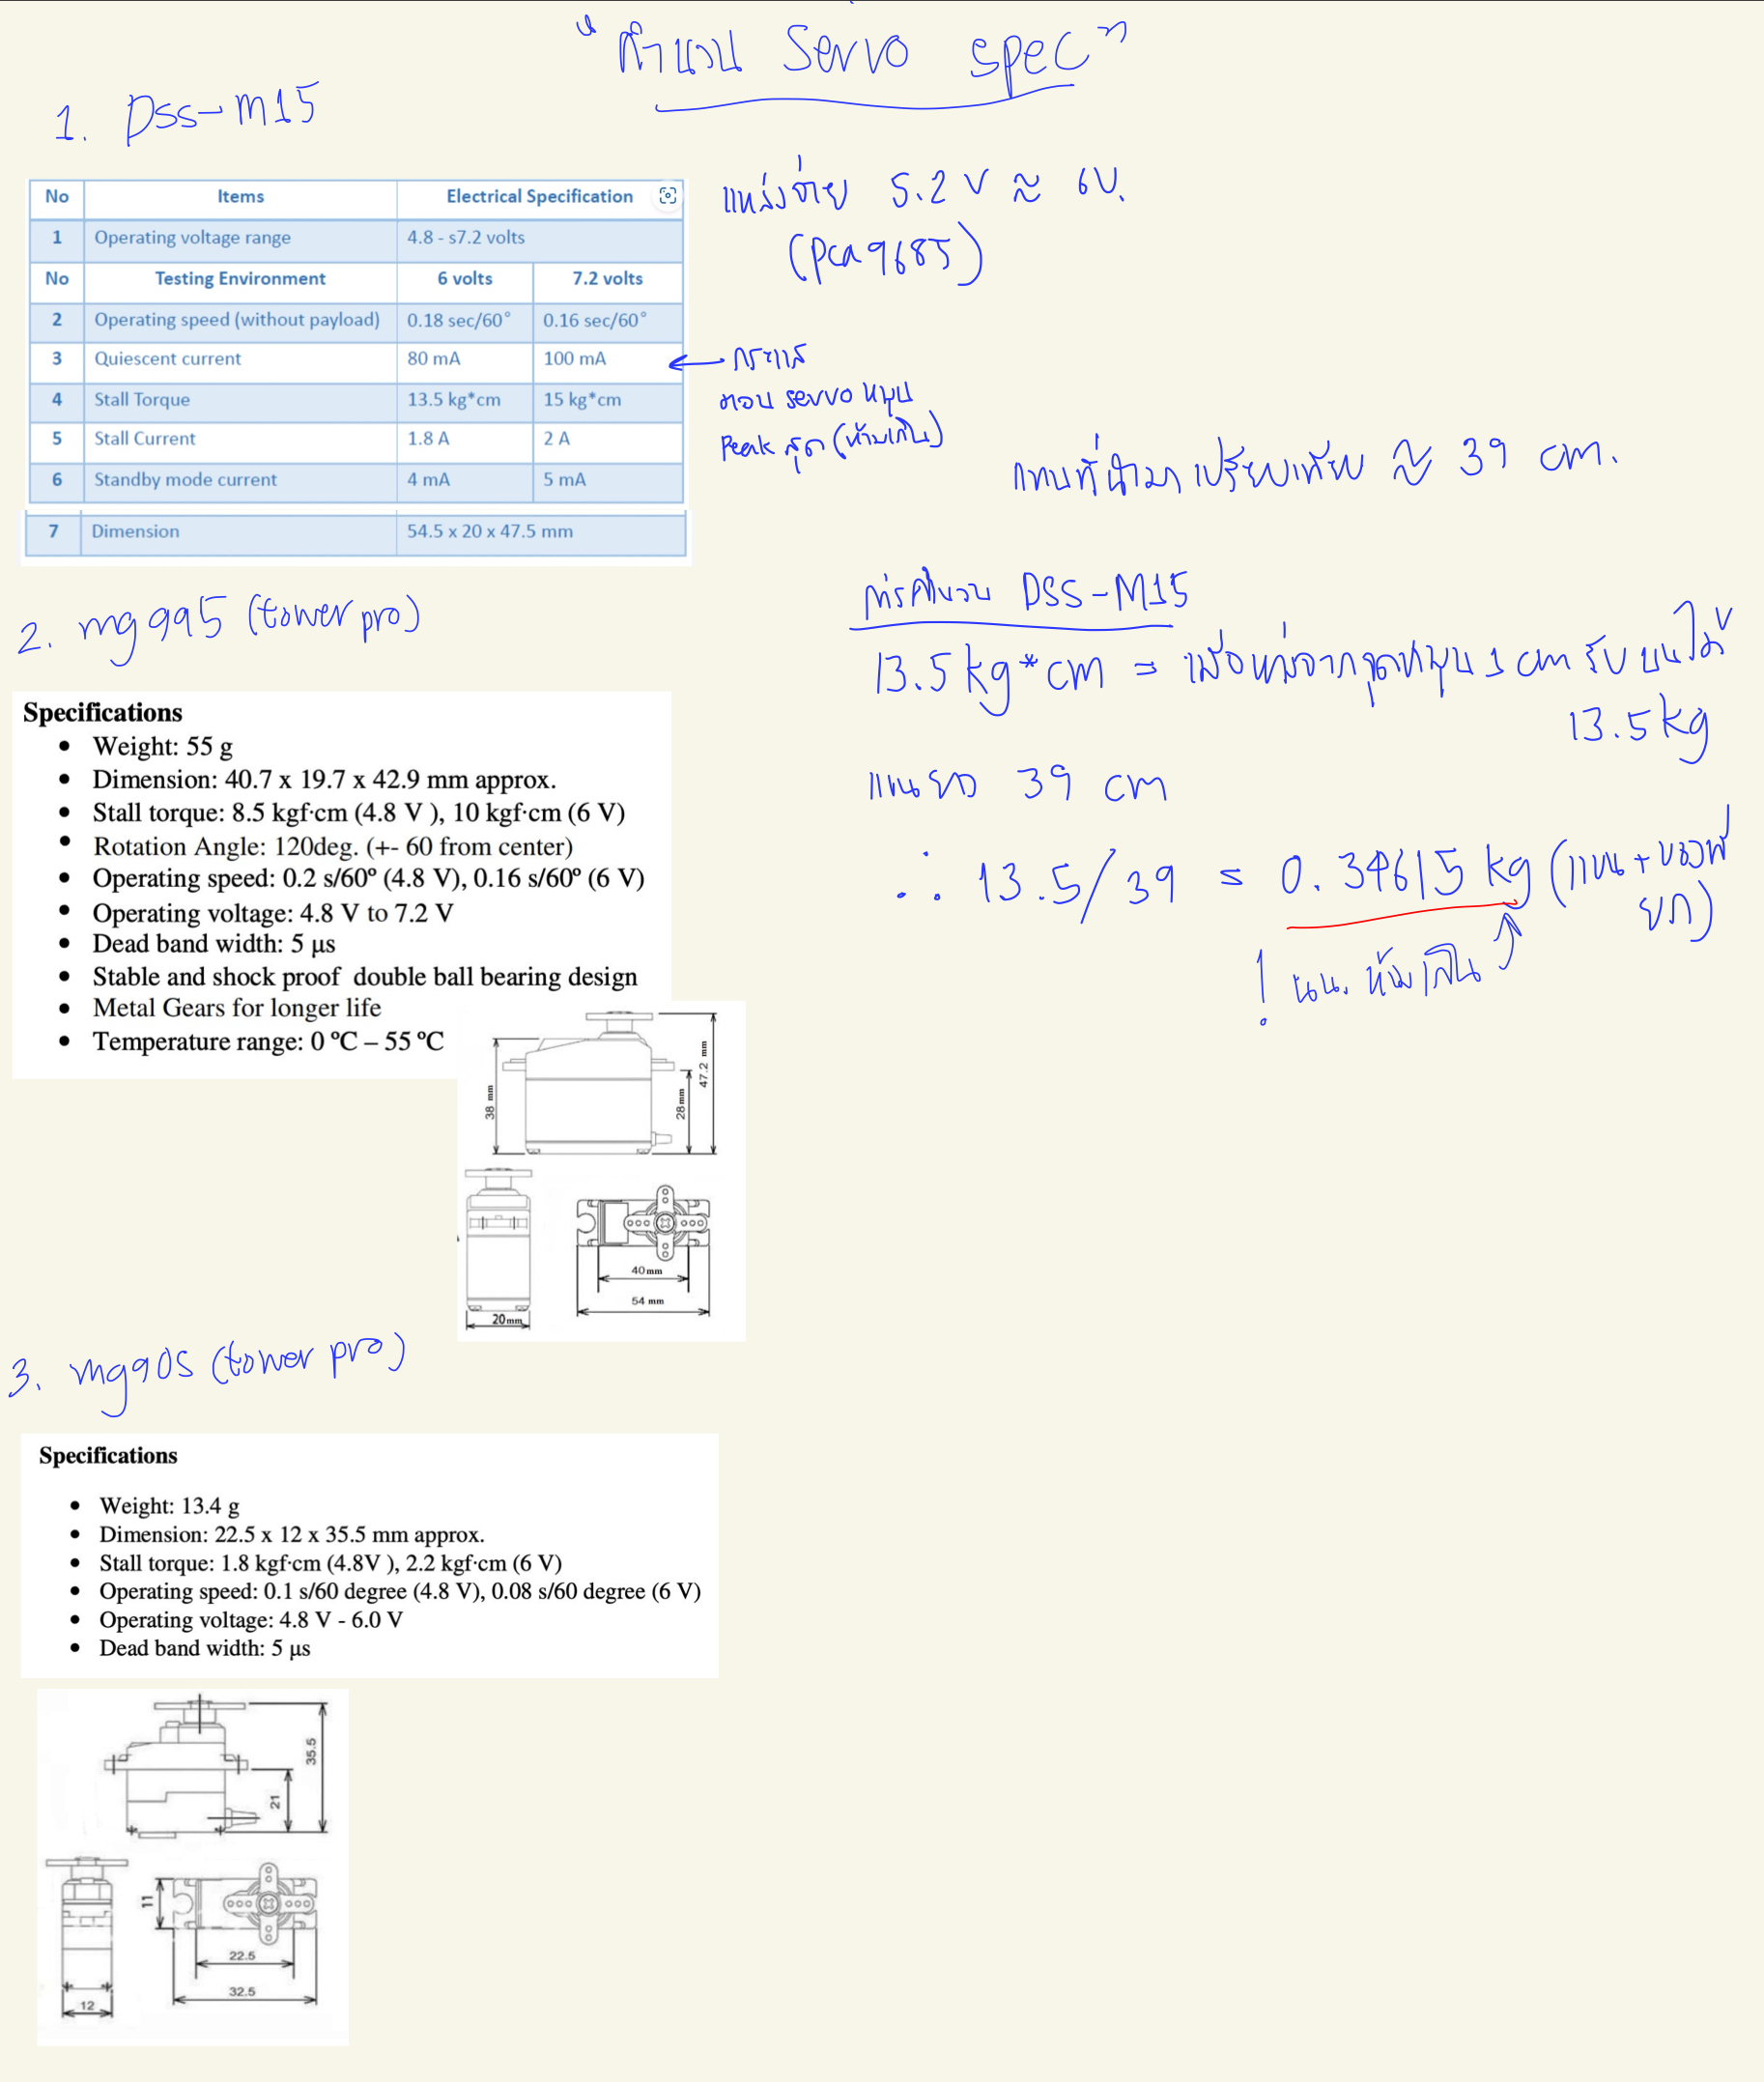 "คำนวน Servo spec"
1. DSS-m15
No Items Electrical Specification
1 Operating voltage range 4.8 - s7.2 volts
No Testing Environment 6 volts 7.2 volts
2 Operating speed (without payload) 0.18 sec/60° 0.16 sec/60°
3 Quiescent current 80 mA 100 mA
4 Stall Torque 13.5 kg*cm 15 kg*cm
5 Stall Current 1.8 A 2 A
6 Standby mode current 4 mA 5 mA
7 Dimension 54.5 x 20 x 47.5 mm
แหล่งจ่าย 5.2 V ≈ 6V.
(pca9685)
← กระแส
ตอน servo หมุน
Peak สุด (ห้ามเกิน)
แขนที่นำมาเปรียบเทียบ ≈ 39 cm.
การคำนวน DSS-M15
13.5 kg*cm = เมื่อห่างจากจุดหมุน 1 cm รับ นน ได้
13.5 kg
แขนยาว 39 cm
∴ 13.5/39 = 0.34615 kg (แขน+ของที่
ยก)
! นน. ห้ามเกิน
2. mg995 (tower pro)
Specifications
• Weight: 55 g
• Dimension: 40.7 x 19.7 x 42.9 mm approx.
• Stall torque: 8.5 kgf·cm (4.8 V ), 10 kgf·cm (6 V)
• Rotation Angle: 120deg. (+- 60 from center)
• Operating speed: 0.2 s/60º (4.8 V), 0.16 s/60º (6 V)
• Operating voltage: 4.8 V to 7.2 V
• Dead band width: 5 µs
• Stable and shock proof double ball bearing design
• Metal Gears for longer life
• Temperature range: 0 ºC – 55 ºC
38 mm
28 mm
47.2 mm
20 mm
40 mm
54 mm
3. mg90s (tower pro)
Specifications
• Weight: 13.4 g
• Dimension: 22.5 x 12 x 35.5 mm approx.
• Stall torque: 1.8 kgf·cm (4.8V ), 2.2 kgf·cm (6 V)
• Operating speed: 0.1 s/60 degree (4.8 V), 0.08 s/60 degree (6 V)
• Operating voltage: 4.8 V - 6.0 V
• Dead band width: 5 µs
35.5
21
11
22.5
32.5
12